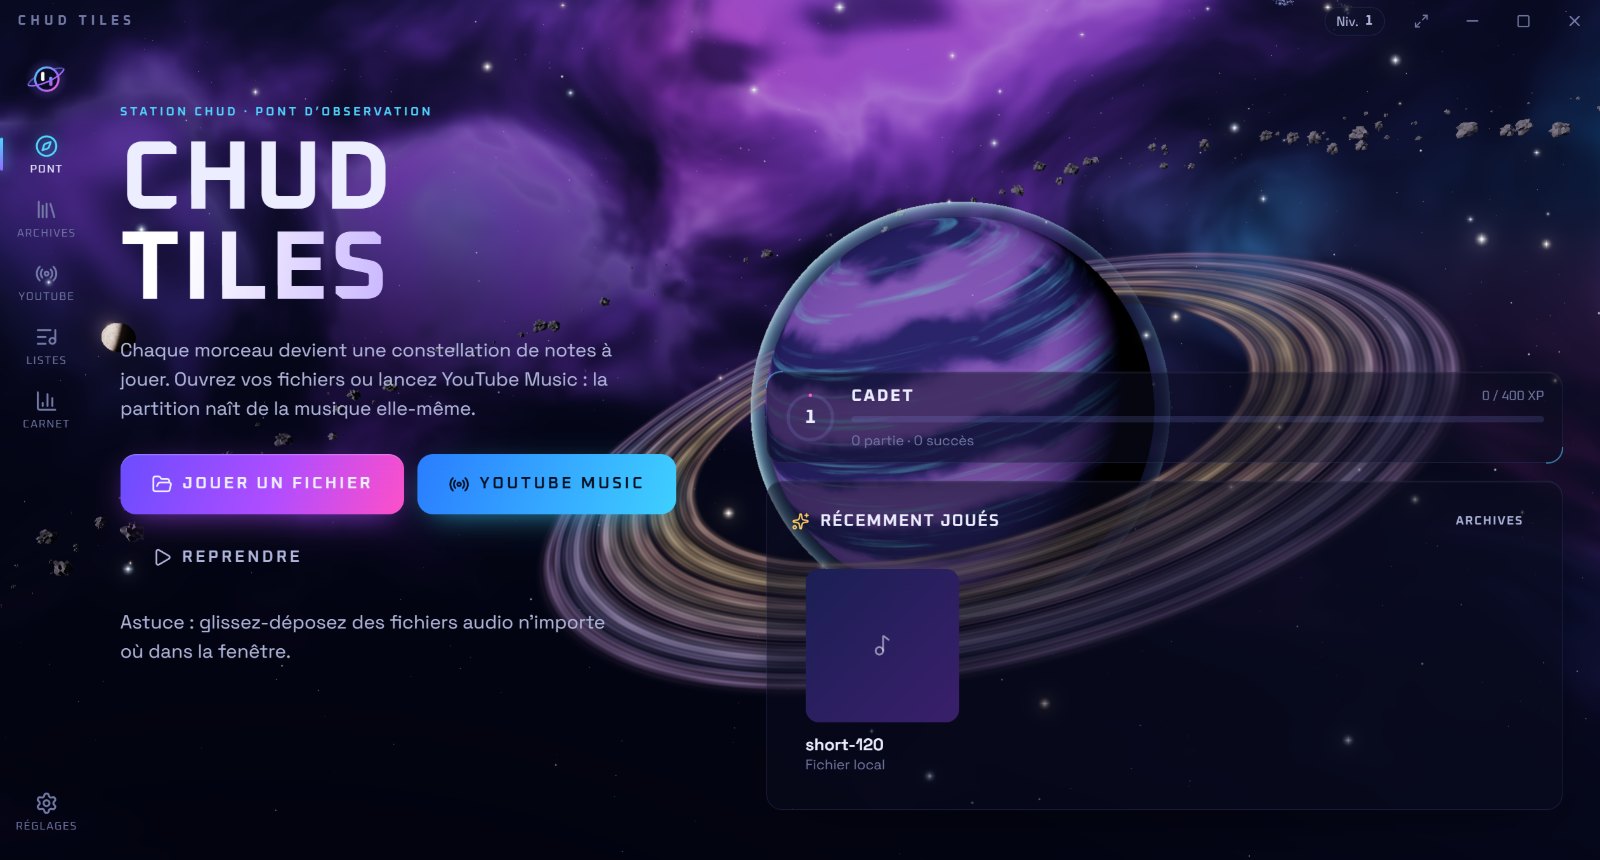 CHUD TILES
Niv. 1
STATION CHUD · PONT D'OBSERVATION
CHUD
TILES
PONT
ARCHIVES
YOUTUBE
LISTES
CARNET
RÉGLAGES
Chaque morceau devient une constellation de notes à
jouer. Ouvrez vos fichiers ou lancez YouTube Music : la
partition naît de la musique elle-même.
JOUER UN FICHIER
YOUTUBE MUSIC
REPRENDRE
Astuce : glissez-déposez des fichiers audio n'importe
où dans la fenêtre.
1
CADET
0 / 400 XP
0 partie · 0 succès
RÉCEMMENT JOUÉS
ARCHIVES
short-120
Fichier local